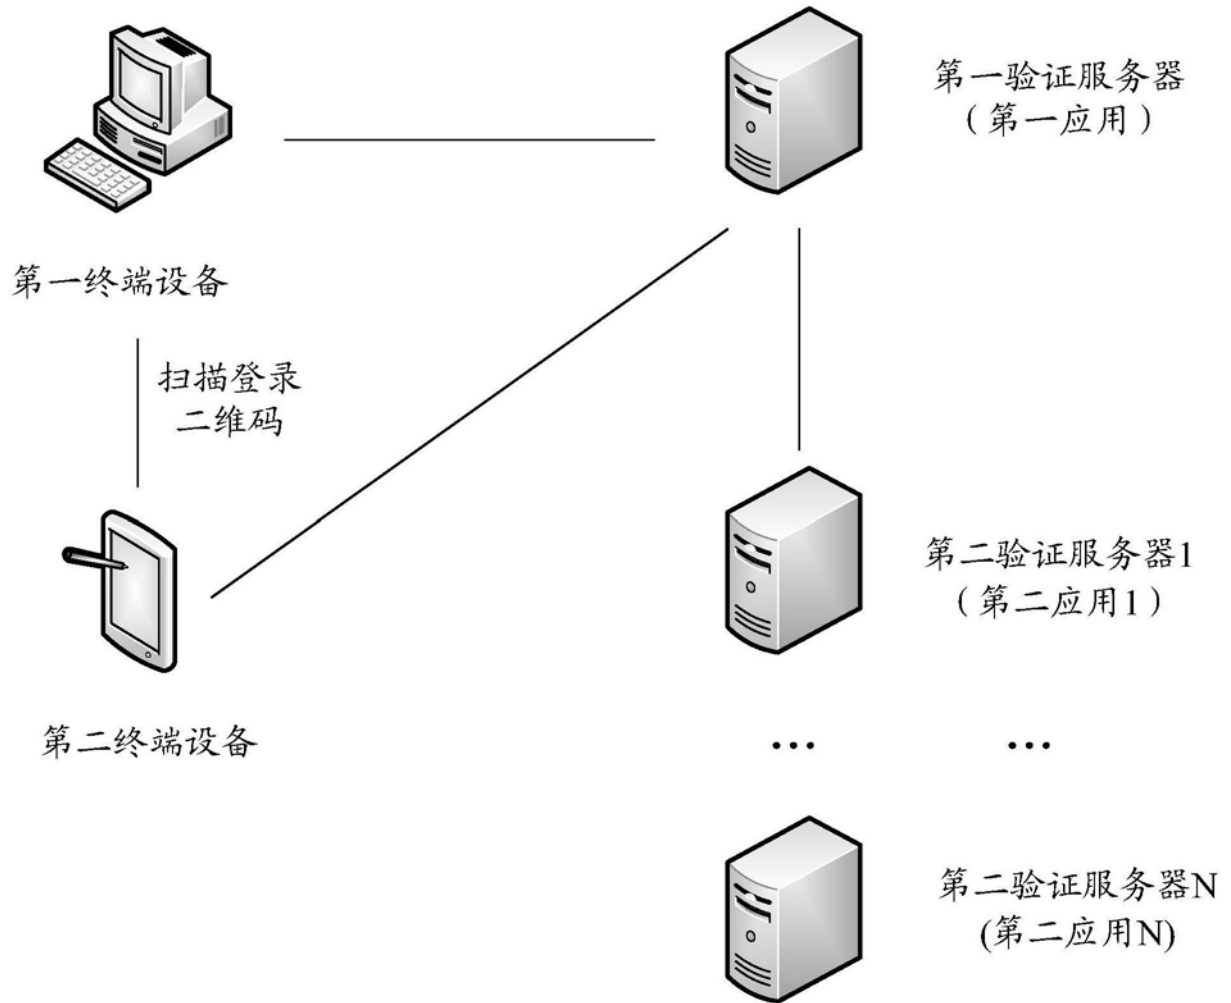 第一验证服务器
（第一应用）
第一终端设备
扫描登录
二维码
第二验证服务器1
（第二应用1）
第二终端设备
... ...
第二验证服务器N
(第二应用N)